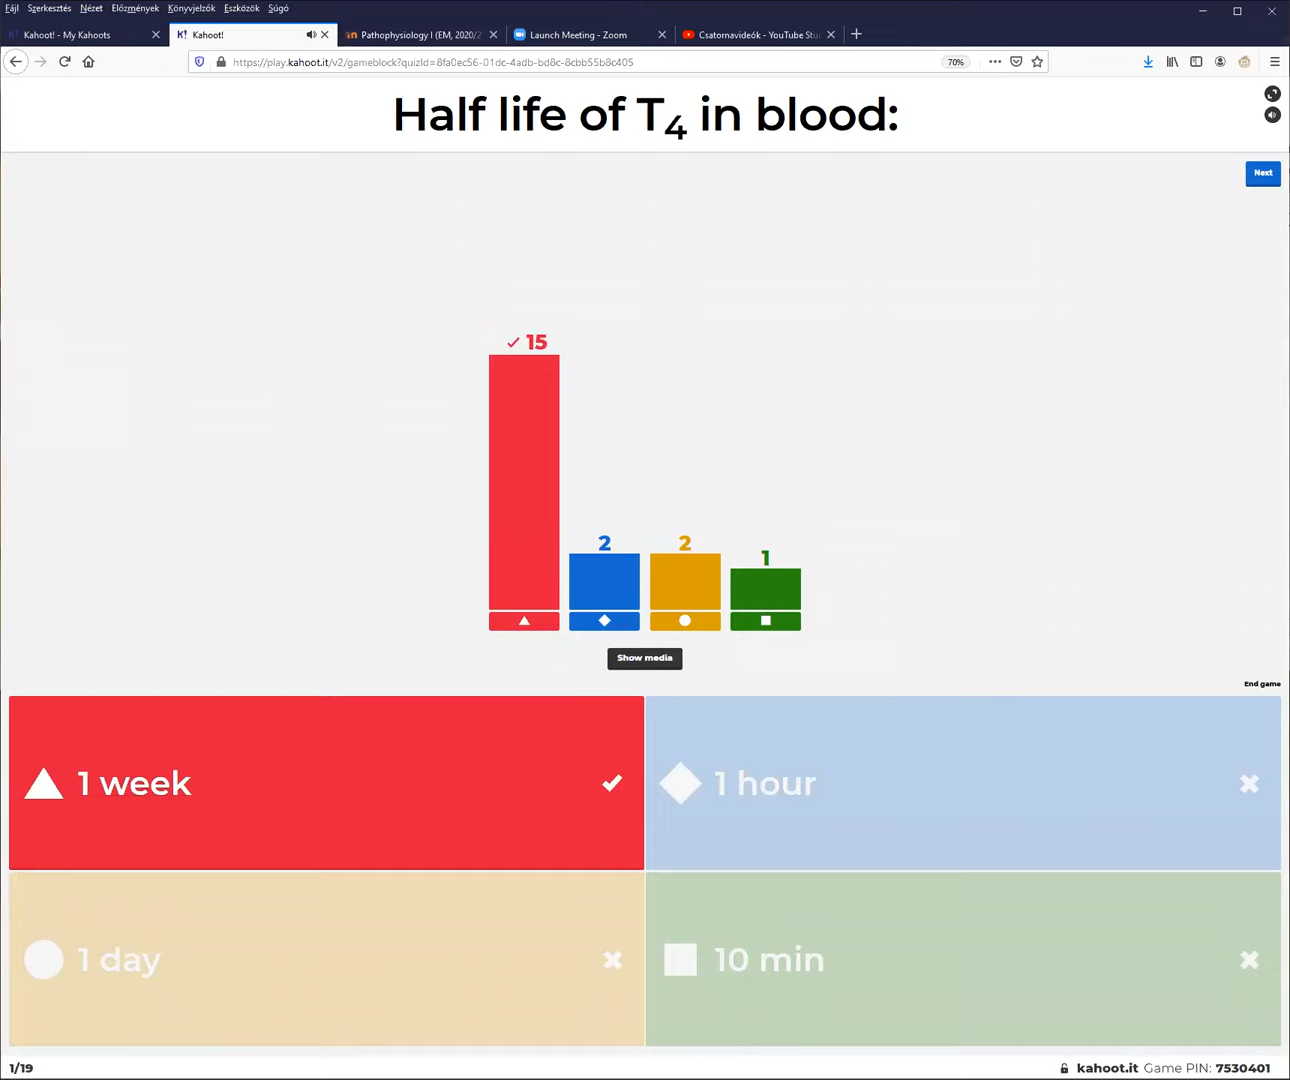 Fájl Szerkesztés Nézet Előzmények Könyvjelzők Eszközök Súgó
Kahoot! - My Kahoots
K! Kahoot!
Pathophysiology I (EM, 2020/2
Launch Meeting - Zoom
Csatornavideók - YouTube Stu
https://play.kahoot.it/v2/gameblock?quizId=8fa0ec56-01dc-4adb-bd8c-8cbb55b8c405
70%
Half life of T4 in blood:
Next
15
2
2
1
Show media
End game
1 week
1 hour
1 day
10 min
1/19
kahoot.it Game PIN: 7530401